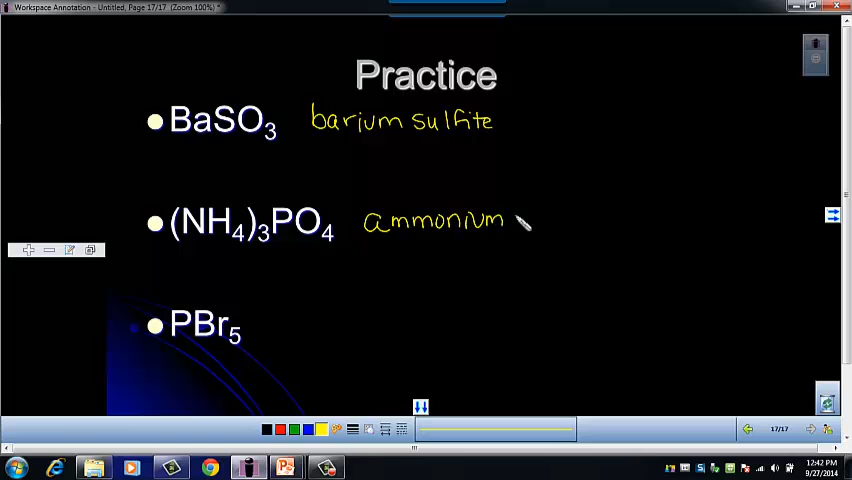 Workspace Annotation - Untitled, Page 17/17 (Zoom 100%) *
Practice
BaSO₃ barium sulfite
(NH₄)₃PO₄ ammonium
PBr₅
17/17
12:42 PM
9/27/2014